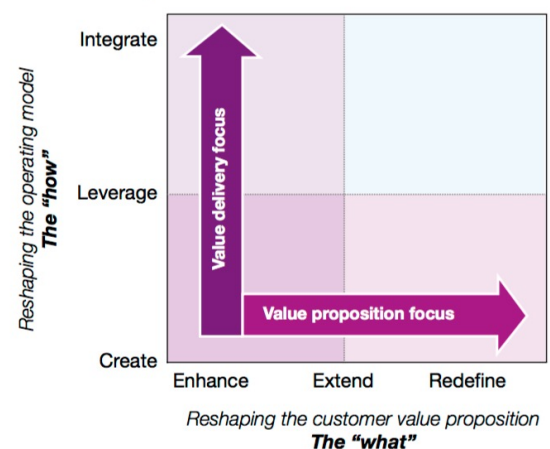 Integrate
Leverage
Create
Reshaping the operating model
The “how”
Value delivery focus
Value proposition focus
Enhance
Extend
Redefine
Reshaping the customer value proposition
The “what”